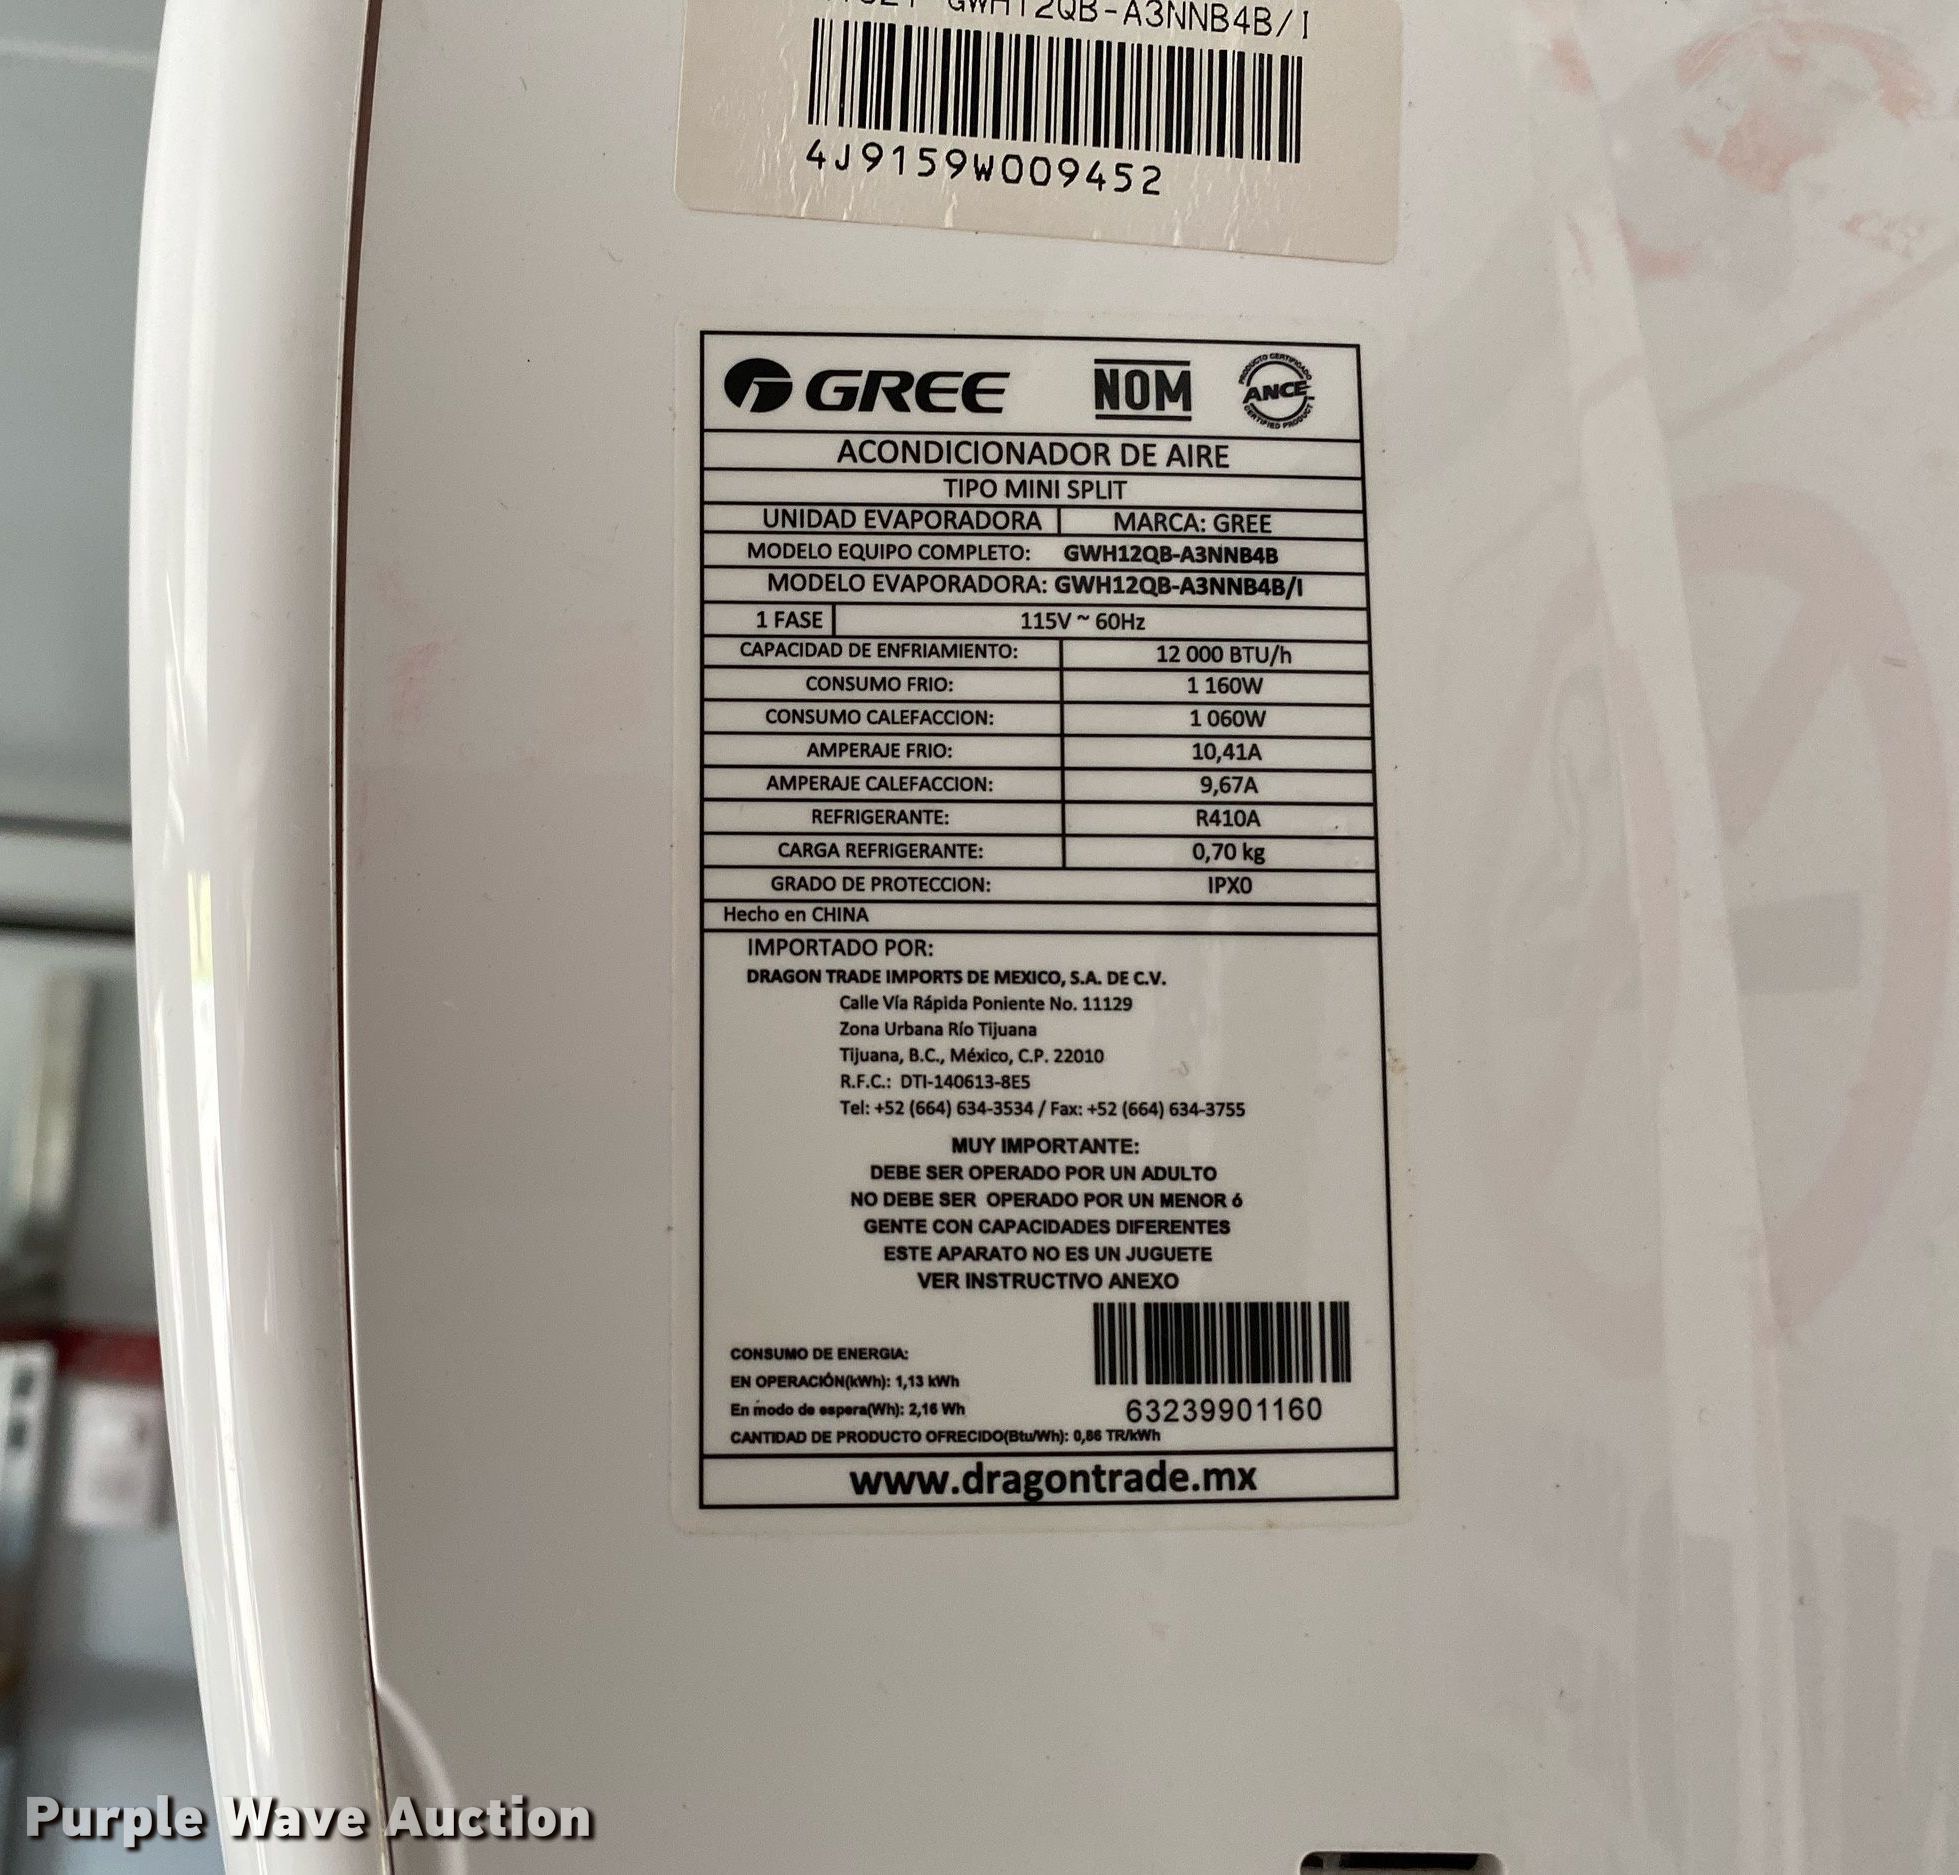 GWH12QB-A3NNB4B/I
4J9159W009452
GREE NOM PRODUCTO CERTIFICADO ANCE CERTIFIED PRODUCT
ACONDICIONADOR DE AIRE
TIPO MINI SPLIT
UNIDAD EVAPORADORA MARCA: GREE
MODELO EQUIPO COMPLETO: GWH12QB-A3NNB4B
MODELO EVAPORADORA: GWH12QB-A3NNB4B/I
1 FASE 115V ~ 60Hz
CAPACIDAD DE ENFRIAMIENTO: 12 000 BTU/h
CONSUMO FRIO: 1 160W
CONSUMO CALEFACCION: 1 060W
AMPERAJE FRIO: 10,41A
AMPERAJE CALEFACCION: 9,67A
REFRIGERANTE: R410A
CARGA REFRIGERANTE: 0,70 kg
GRADO DE PROTECCION: IPX0
Hecho en CHINA
IMPORTADO POR:
DRAGON TRADE IMPORTS DE MEXICO, S.A. DE C.V.
Calle Vía Rápida Poniente No. 11129
Zona Urbana Río Tijuana
Tijuana, B.C., México, C.P. 22010
R.F.C.: DTI-140613-8E5
Tel: +52 (664) 634-3534 / Fax: +52 (664) 634-3755
MUY IMPORTANTE:
DEBE SER OPERADO POR UN ADULTO
NO DEBE SER OPERADO POR UN MENOR ó
GENTE CON CAPACIDADES DIFERENTES
ESTE APARATO NO ES UN JUGUETE
VER INSTRUCTIVO ANEXO
CONSUMO DE ENERGIA:
EN OPERACIÓN(kWh): 1,13 kWh
En modo de espera(Wh): 2,16 Wh
63239901160
CANTIDAD DE PRODUCTO OFRECIDO(Btu/Wh): 0,86 TR/kWh
www.dragontrade.mx
Purple Wave Auction